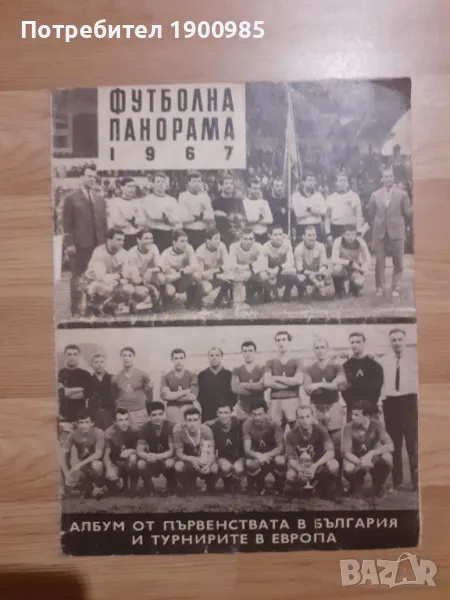 Потребител 1900985
ФУТБОЛНА
ПАНОРАМА
1967
АЛБУМ ОТ ПЪРВЕНСТВАТА В БЪЛГАРИЯ
И ТУРНИРИТЕ В ЕВРОПА
BAZAR